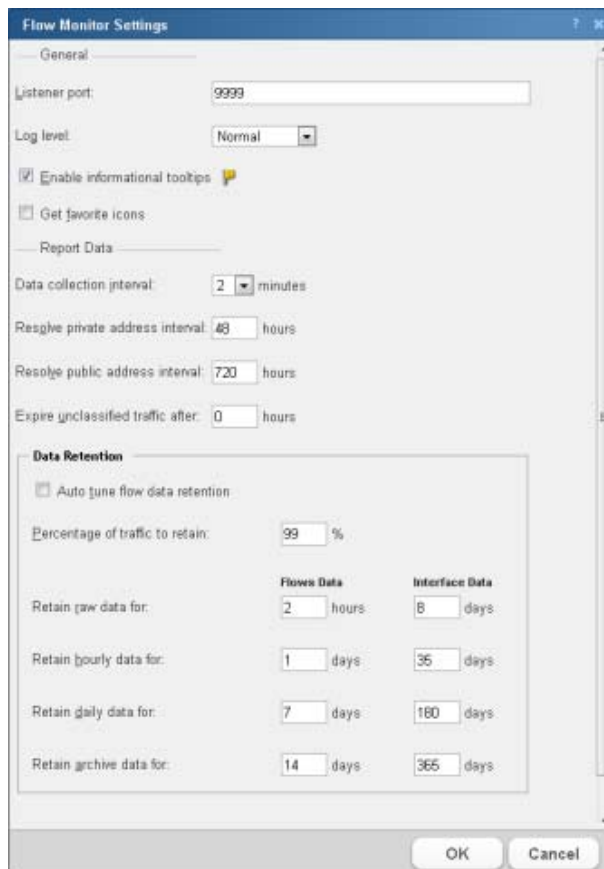 Flow Monitor Settings ? ×
General
Listener port: 9999
Log level: Normal
Enable informational tooltips
Get favorite icons
Report Data
Data collection interval: 2 minutes
Resolve private address interval: 48 hours
Resolve public address interval: 720 hours
Expire unclassified traffic after: 0 hours
Data Retention
Auto tune flow data retention
Percentage of traffic to retain: 99 %
Flows Data Interface Data
Retain raw data for: 2 hours 8 days
Retain hourly data for: 1 days 35 days
Retain daily data for: 7 days 180 days
Retain archive data for: 14 days 365 days
OK Cancel